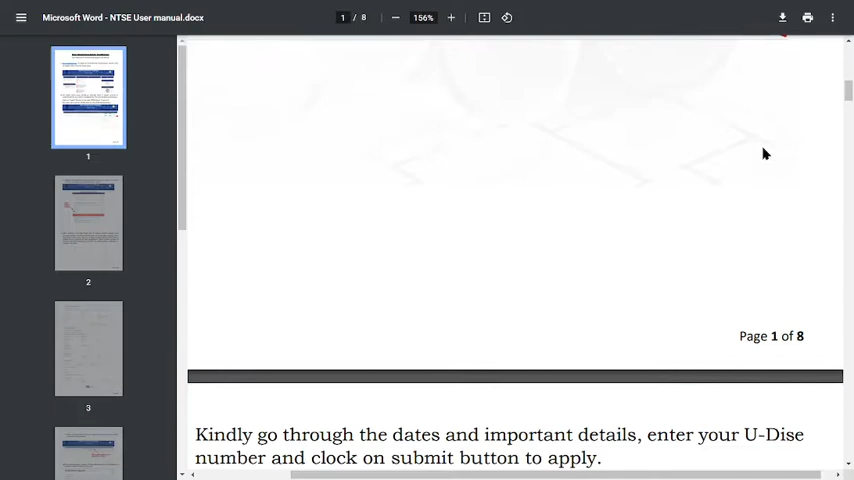 Microsoft Word - NTSE User manual.docx
1 / 8
156%
1
2
3
Page 1 of 8
Kindly go through the dates and important details, enter your U-Dise
number and clock on submit button to apply.